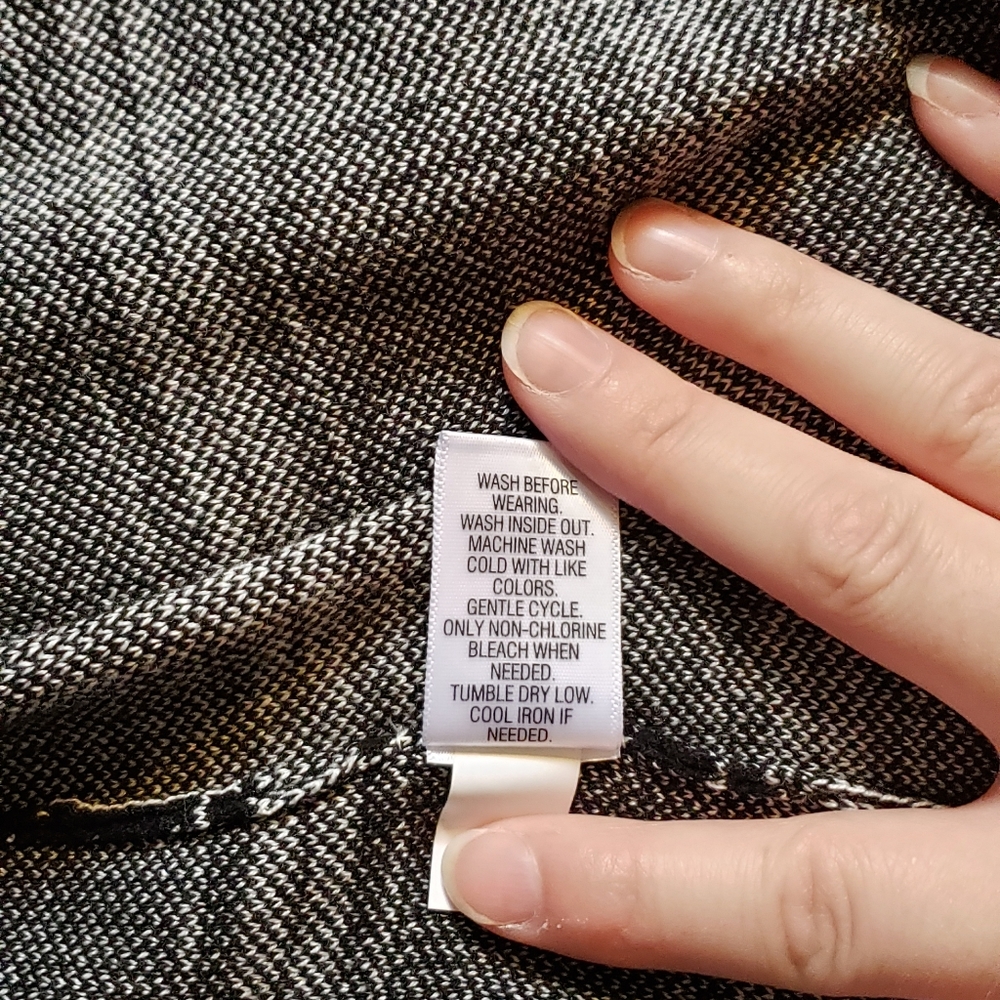 WASH BEFORE
WEARING.
WASH INSIDE OUT.
MACHINE WASH
COLD WITH LIKE
COLORS.
GENTLE CYCLE.
ONLY NON-CHLORINE
BLEACH WHEN
NEEDED.
TUMBLE DRY LOW.
COOL IRON IF
NEEDED.